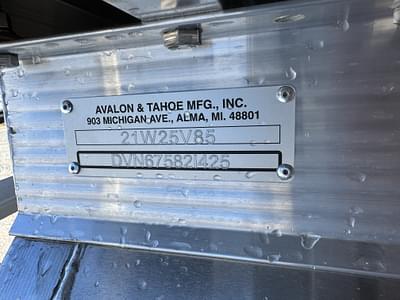 AVALON & TAHOE MFG., INC.
903 MICHIGAN AVE., ALMA, MI. 48801
21W25V85
DVN67582I425